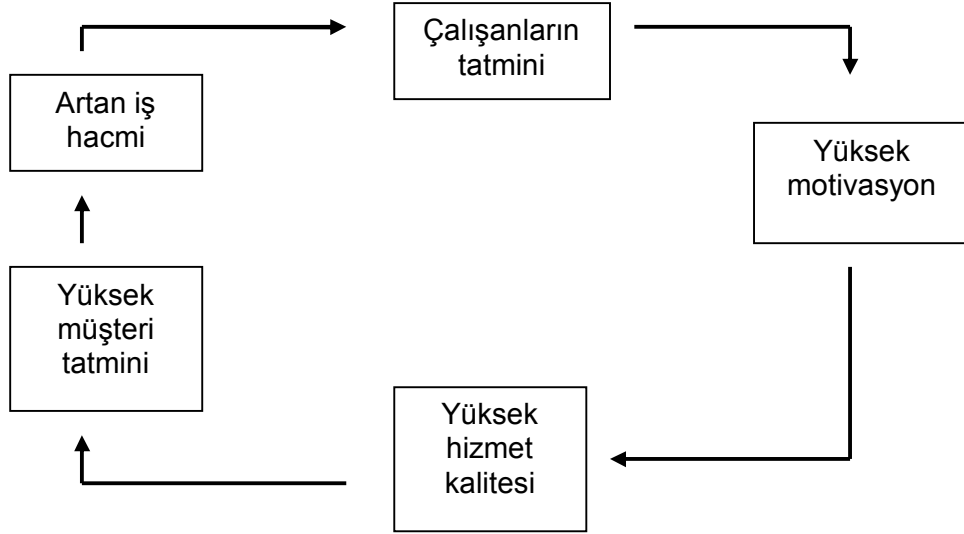 Çalışanların
tatmini
Yüksek
motivasyon
Yüksek
hizmet
kalitesi
Yüksek
müşteri
tatmini
Artan iş
hacmi